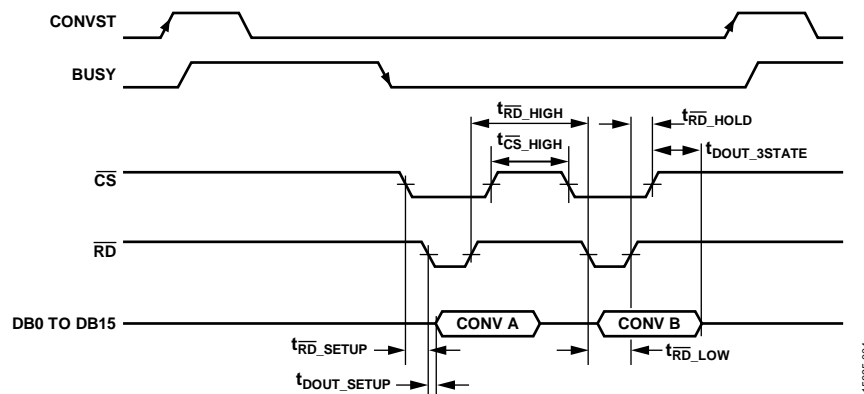 CONVST
BUSY
tRD_HIGH
tRD_HOLD
tCS_HIGH
tDOUT_3STATE
CS
RD
DB0 TO DB15
CONV A
CONV B
tRD_SETUP
tRD_LOW
tDOUT_SETUP